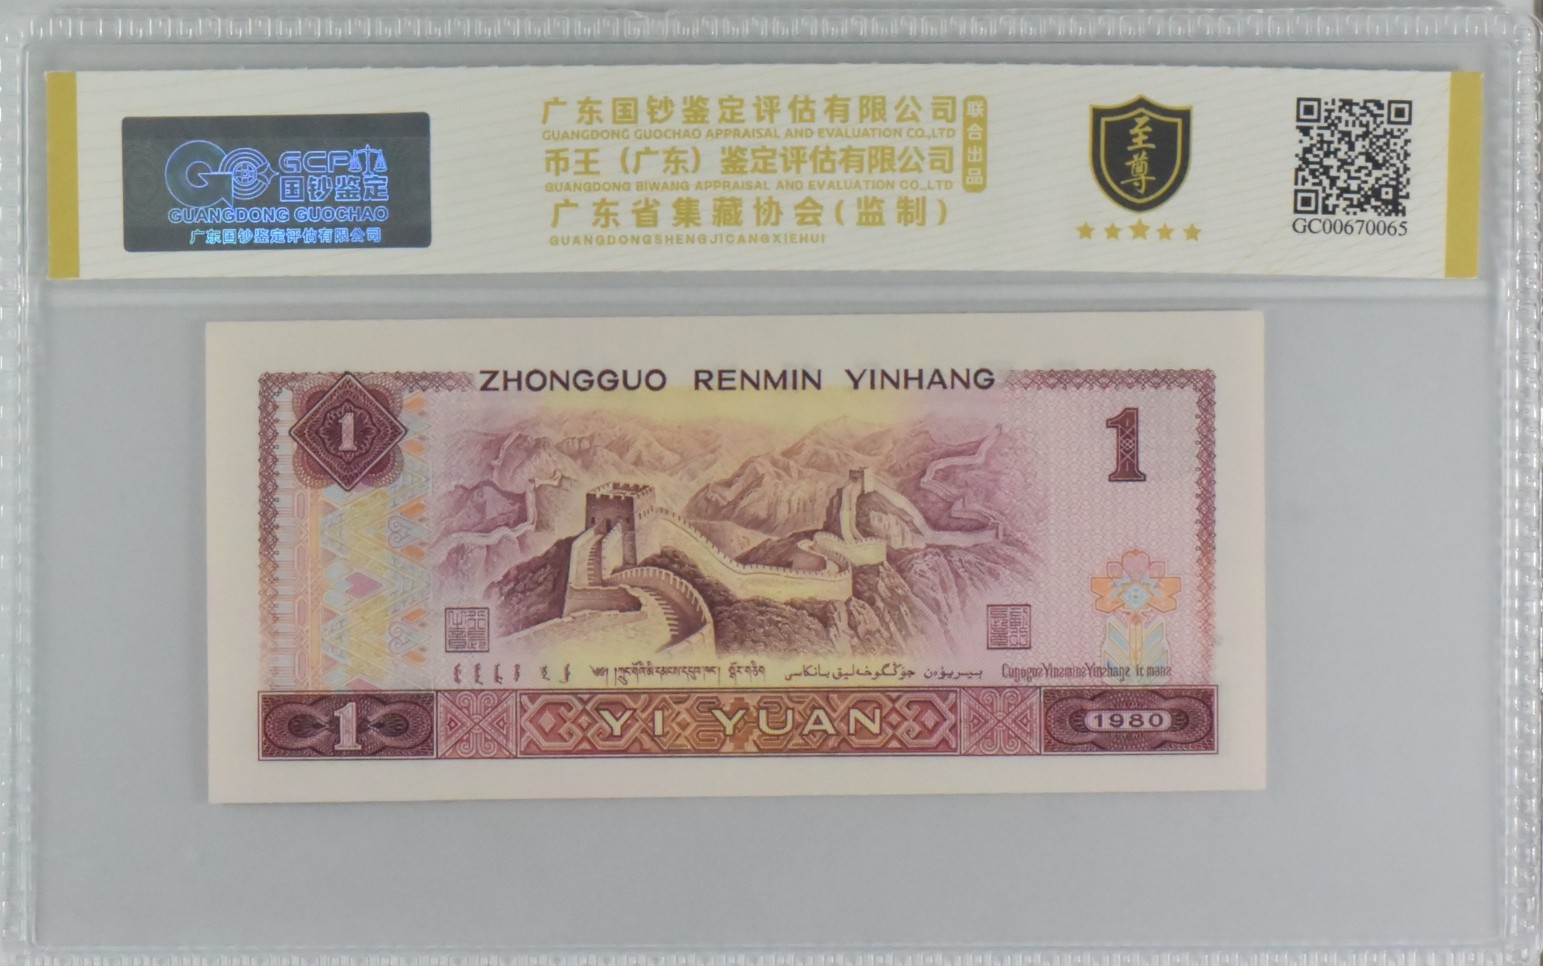 GCP
国钞鉴定
GUANGDONG GUOCHAO
广东国钞鉴定评估有限公司
广东国钞鉴定评估有限公司
GUANGDONG GUOCHAO APPRAISAL AND EVALUATION CO.,LTD
币王（广东）鉴定评估有限公司
GUANGDONG BIWANG APPRAISAL AND EVALUATION CO.,LTD
广东省集藏协会(监制)
GUANGDONGSHENGJICANGXIEHUI
联合出品
至尊
GC00670065
ZHONGGUO RENMIN YINHANG
1
1
1
YI YUAN
1980